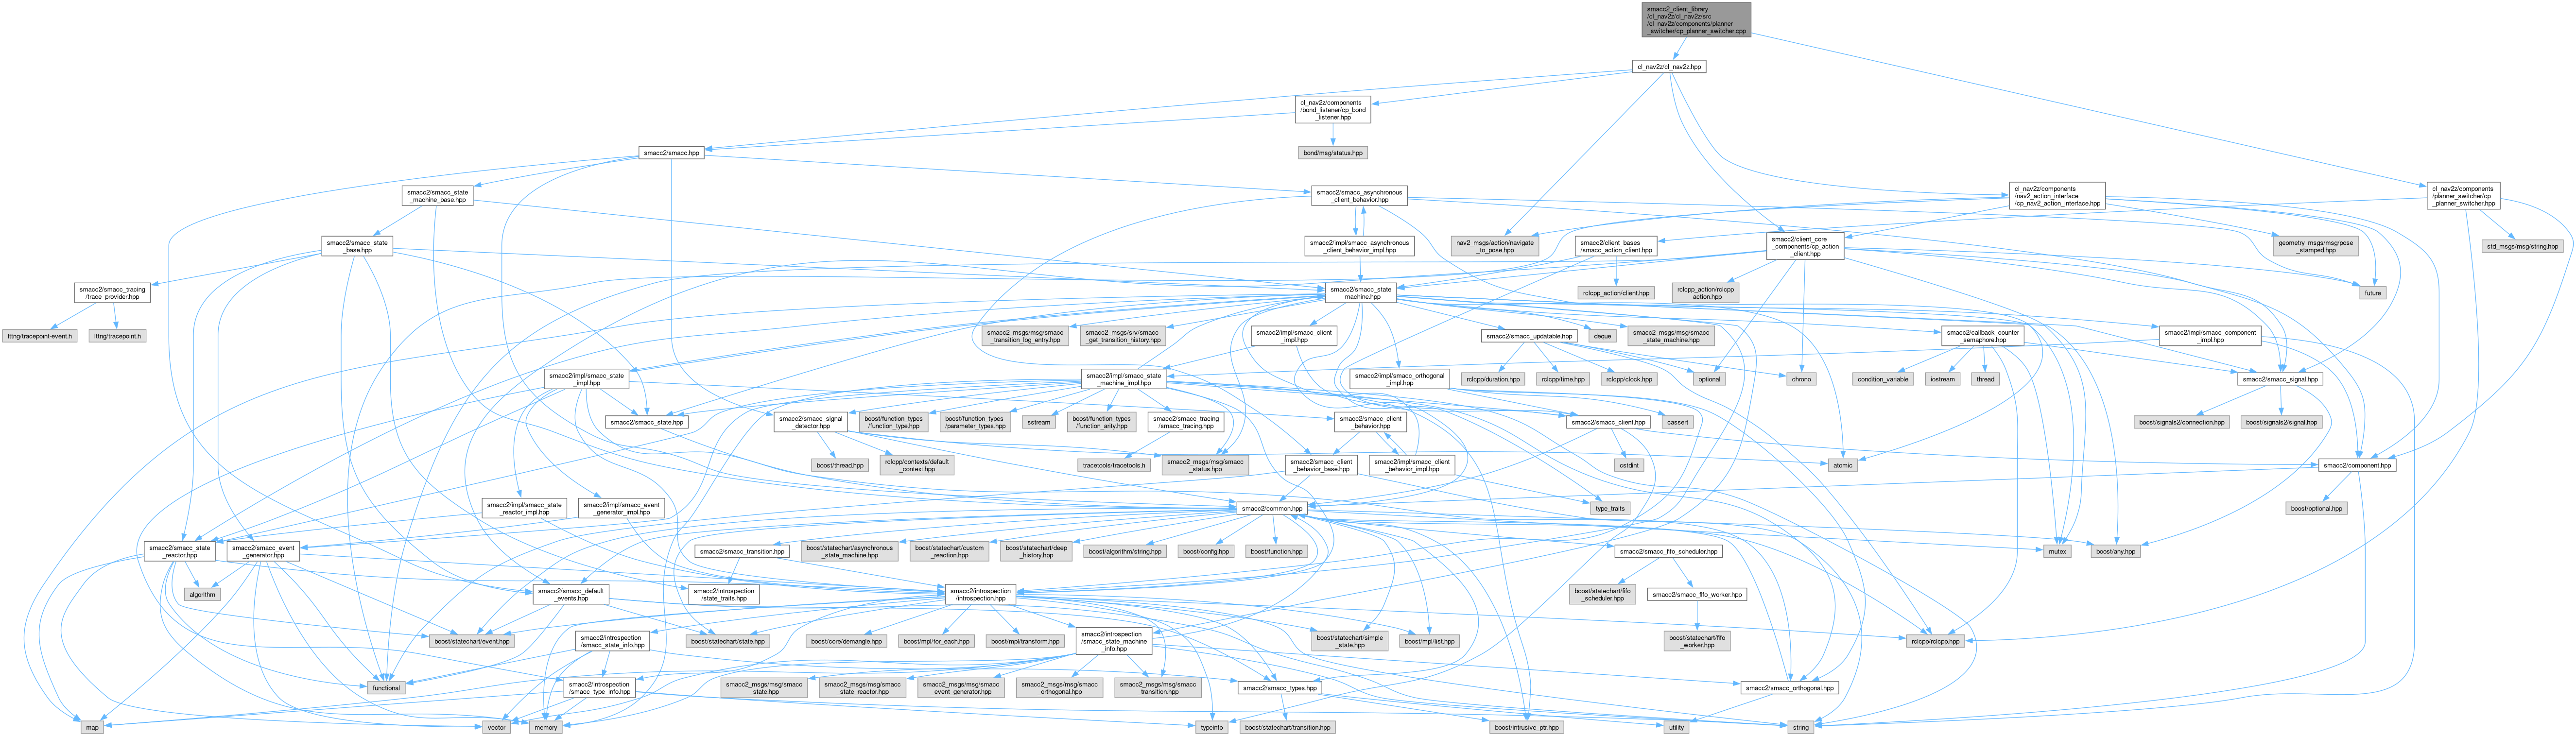 smacc2_client_library
/cl_nav2z/cl_nav2z/src
/cl_nav2z/components/planner
_switcher/cp_planner_switcher.cpp
cl_nav2z/cl_nav2z.hpp
cl_nav2z/components
/bond_listener/cp_bond
_listener.hpp
smacc2/smacc.hpp
bond/msg/status.hpp
smacc2/smacc_state
_machine_base.hpp
smacc2/smacc_asynchronous
_client_behavior.hpp
cl_nav2z/components
/nav2_action_interface
/cp_nav2_action_interface.hpp
cl_nav2z/components
/planner_switcher/cp
_planner_switcher.hpp
smacc2/smacc_state
_base.hpp
smacc2/impl/smacc_asynchronous
_client_behavior_impl.hpp
nav2_msgs/action/navigate
_to_pose.hpp
smacc2/client_bases
/smacc_action_client.hpp
smacc2/client_core
_components/cp_action
_client.hpp
geometry_msgs/msg/pose
_stamped.hpp
std_msgs/msg/string.hpp
smacc2/smacc_tracing
/trace_provider.hpp
smacc2/smacc_state
_machine.hpp
rclcpp_action/client.hpp
rclcpp_action/rclcpp
_action.hpp
future
lttng/tracepoint-event.h
lttng/tracepoint.h
smacc2_msgs/msg/smacc
_transition_log_entry.hpp
smacc2_msgs/srv/smacc
_get_transition_history.hpp
smacc2/impl/smacc_client
_impl.hpp
smacc2/smacc_updatable.hpp
deque
smacc2_msgs/msg/smacc
_state_machine.hpp
smacc2/callback_counter
_semaphore.hpp
smacc2/impl/smacc_component
_impl.hpp
smacc2/impl/smacc_state
_impl.hpp
smacc2/impl/smacc_state
_machine_impl.hpp
smacc2/impl/smacc_orthogonal
_impl.hpp
rclcpp/duration.hpp
rclcpp/time.hpp
rclcpp/clock.hpp
optional
chrono
condition_variable
iostream
thread
smacc2/smacc_signal.hpp
smacc2/smacc_state.hpp
smacc2/smacc_signal
_detector.hpp
boost/function_types
/function_type.hpp
boost/function_types
/parameter_types.hpp
sstream
boost/function_types
/function_arity.hpp
smacc2/smacc_tracing
/smacc_tracing.hpp
smacc2/smacc_client
_behavior.hpp
smacc2/smacc_client.hpp
cassert
boost/signals2/connection.hpp
boost/signals2/signal.hpp
boost/thread.hpp
rclcpp/contexts/default
_context.hpp
tracetools/tracetools.h
smacc2_msgs/msg/smacc
_status.hpp
smacc2/smacc_client
_behavior_base.hpp
smacc2/impl/smacc_client
_behavior_impl.hpp
cstdint
atomic
smacc2/component.hpp
smacc2/impl/smacc_state
_reactor_impl.hpp
smacc2/impl/smacc_event
_generator_impl.hpp
smacc2/common.hpp
type_traits
boost/optional.hpp
smacc2/smacc_state
_reactor.hpp
smacc2/smacc_event
_generator.hpp
smacc2/smacc_transition.hpp
boost/statechart/asynchronous
_state_machine.hpp
boost/statechart/custom
_reaction.hpp
boost/statechart/deep
_history.hpp
boost/algorithm/string.hpp
boost/config.hpp
boost/function.hpp
smacc2/smacc_fifo_scheduler.hpp
mutex
boost/any.hpp
algorithm
smacc2/smacc_default
_events.hpp
smacc2/introspection
/state_traits.hpp
smacc2/introspection
/introspection.hpp
boost/statechart/fifo
_scheduler.hpp
smacc2/smacc_fifo_worker.hpp
boost/statechart/event.hpp
smacc2/introspection
/smacc_state_info.hpp
boost/statechart/state.hpp
boost/core/demangle.hpp
boost/mpl/for_each.hpp
boost/mpl/transform.hpp
smacc2/introspection
/smacc_state_machine
_info.hpp
boost/statechart/simple
_state.hpp
boost/mpl/list.hpp
boost/statechart/fifo
_worker.hpp
rclcpp/rclcpp.hpp
functional
smacc2/introspection
/smacc_type_info.hpp
smacc2_msgs/msg/smacc
_state.hpp
smacc2_msgs/msg/smacc
_state_reactor.hpp
smacc2_msgs/msg/smacc
_event_generator.hpp
smacc2_msgs/msg/smacc
_orthogonal.hpp
smacc2_msgs/msg/smacc
_transition.hpp
smacc2/smacc_types.hpp
smacc2/smacc_orthogonal.hpp
map
vector
memory
typeinfo
boost/statechart/transition.hpp
boost/intrusive_ptr.hpp
utility
string